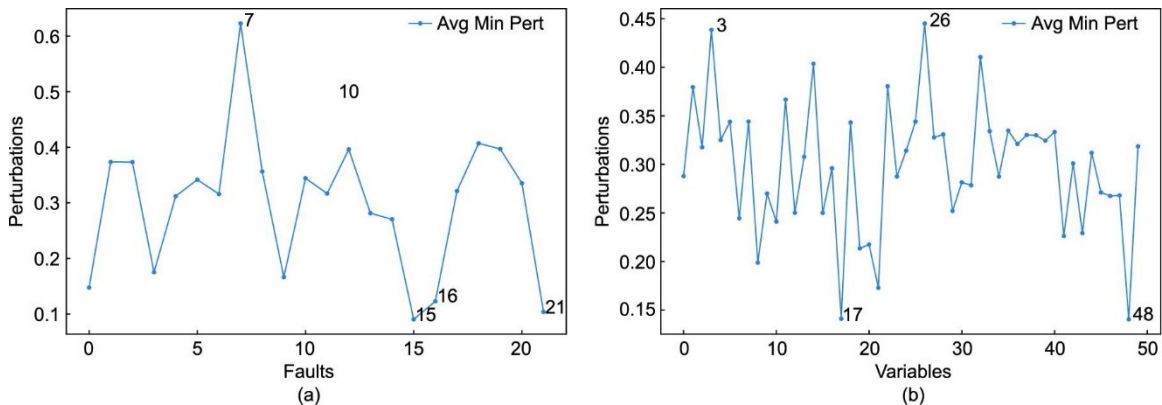 Perturbations
0.6
0.5
0.4
0.3
0.2
0.1
Avg Min Pert
7
10
15
16
21
0 5 10 15 20
Faults
(a)
Perturbations
0.45
0.40
0.35
0.30
0.25
0.20
0.15
Avg Min Pert
3
26
17
48
0 10 20 30 40 50
Variables
(b)